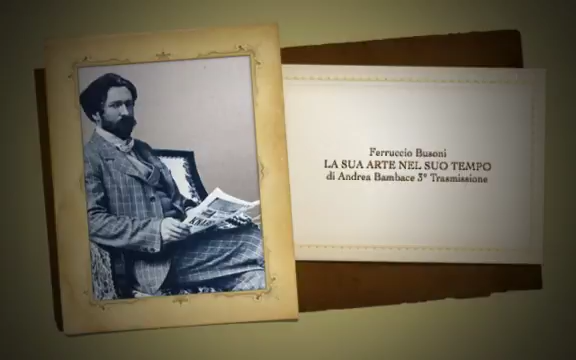 Ferruccio Busoni
LA SUA ARTE NEL SUO TEMPO
di Andrea Bambace 3° Trasmissione